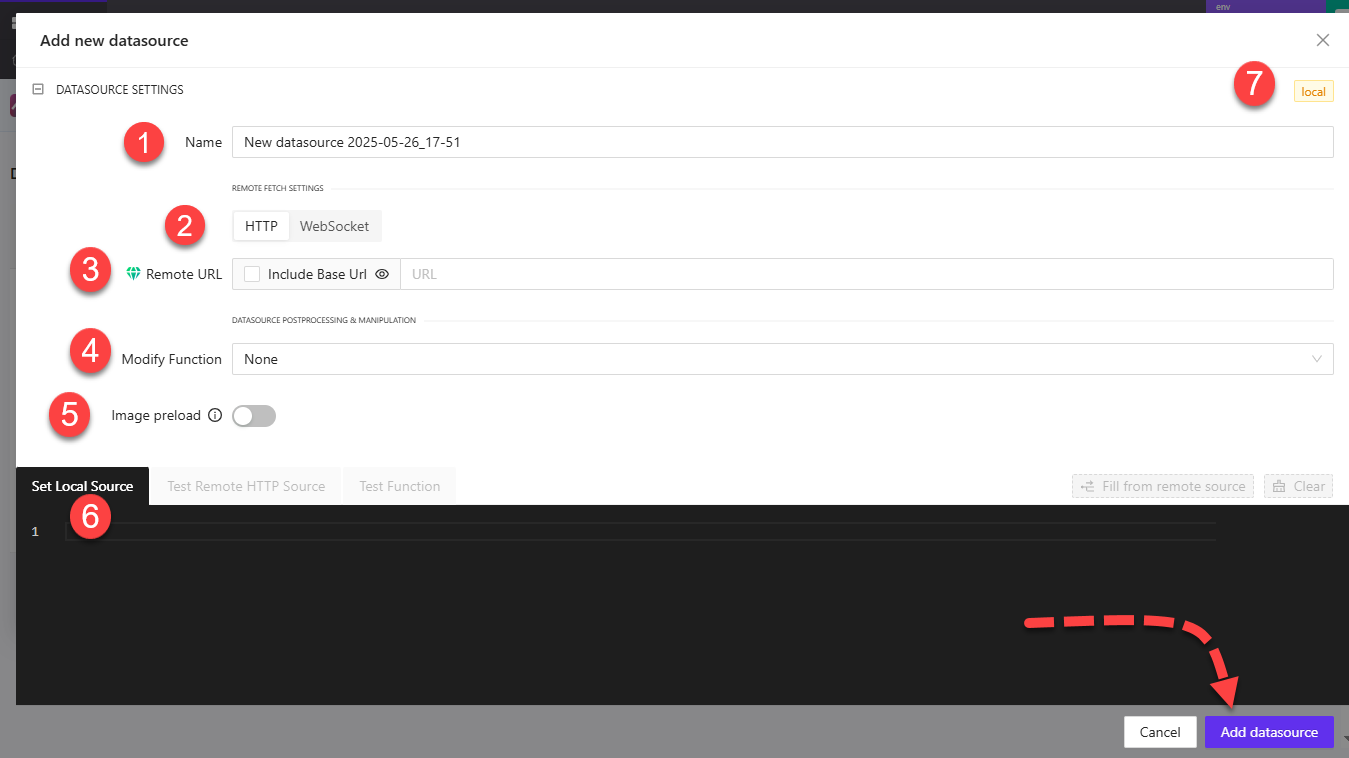 env
Add new datasource
DATASOURCE SETTINGS
7
local
1
Name
New datasource 2025-05-26_17-51
REMOTE FETCH SETTINGS
2
HTTP
WebSocket
3
Remote URL
Include Base Url
URL
DATASOURCE POSTPROCESSING & MANIPULATION
4
Modify Function
None
5
Image preload
Set Local Source
Test Remote HTTP Source
Test Function
Fill from remote source
Clear
6
1
Cancel
Add datasource